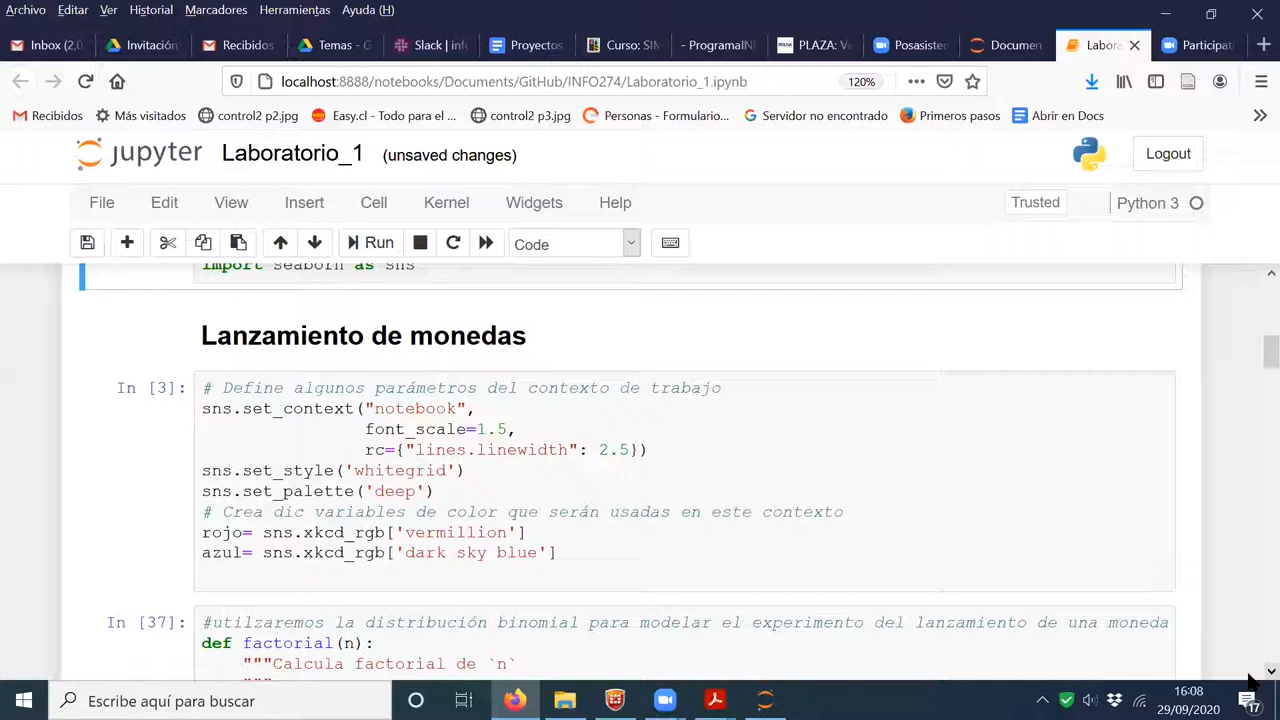 Archivo Editar Ver Historial Marcadores Herramientas Ayuda (H)
Inbox (2,0 Invitación Recibidos Temas - G Slack | inf Proyectos Curso: SIM - ProgramaIN PLAZA: V Posasisten Documen Labora Participat
localhost:8888/notebooks/Documents/GitHub/INFO274/Laboratorio_1.ipynb 120%
Recibidos Más visitados control2 p2.jpg Easy.cl - Todo para el ... control2 p3.jpg Personas - Formulario... Servidor no encontrado Primeros pasos Abrir en Docs
jupyter Laboratorio_1 (unsaved changes) Logout
File Edit View Insert Cell Kernel Widgets Help Trusted Python 3
Run Code
import seaborn as sns
Lanzamiento de monedas
In [3]: # Define algunos parámetros del contexto de trabajo
sns.set_context("notebook",
font_scale=1.5,
rc={"lines.linewidth": 2.5})
sns.set_style('whitegrid')
sns.set_palette('deep')
# Crea dic variables de color que serán usadas en este contexto
rojo= sns.xkcd_rgb['vermillion']
azul= sns.xkcd_rgb['dark sky blue']
In [37]: #utilzaremos la distribución binomial para modelar el experimento del lanzamiento de una moneda
def factorial(n):
"""Calcula factorial de `n`
"""
Escribe aquí para buscar
16:08
29/09/2020
17